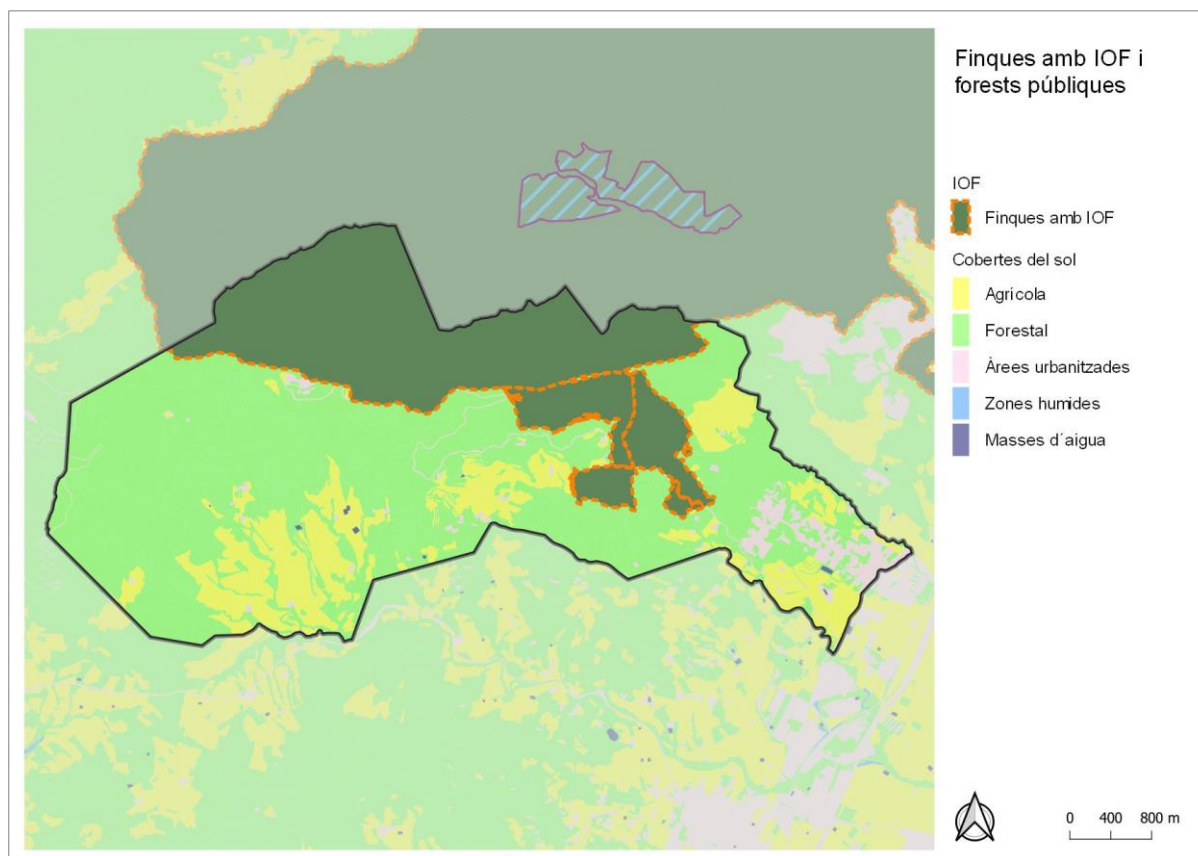 Finques amb IOF i
forests públiques
IOF
Finques amb IOF
Cobertes del sol
Agrícola
Forestal
Àrees urbanitzades
Zones humides
Masses d´aigua
0 400 800 m